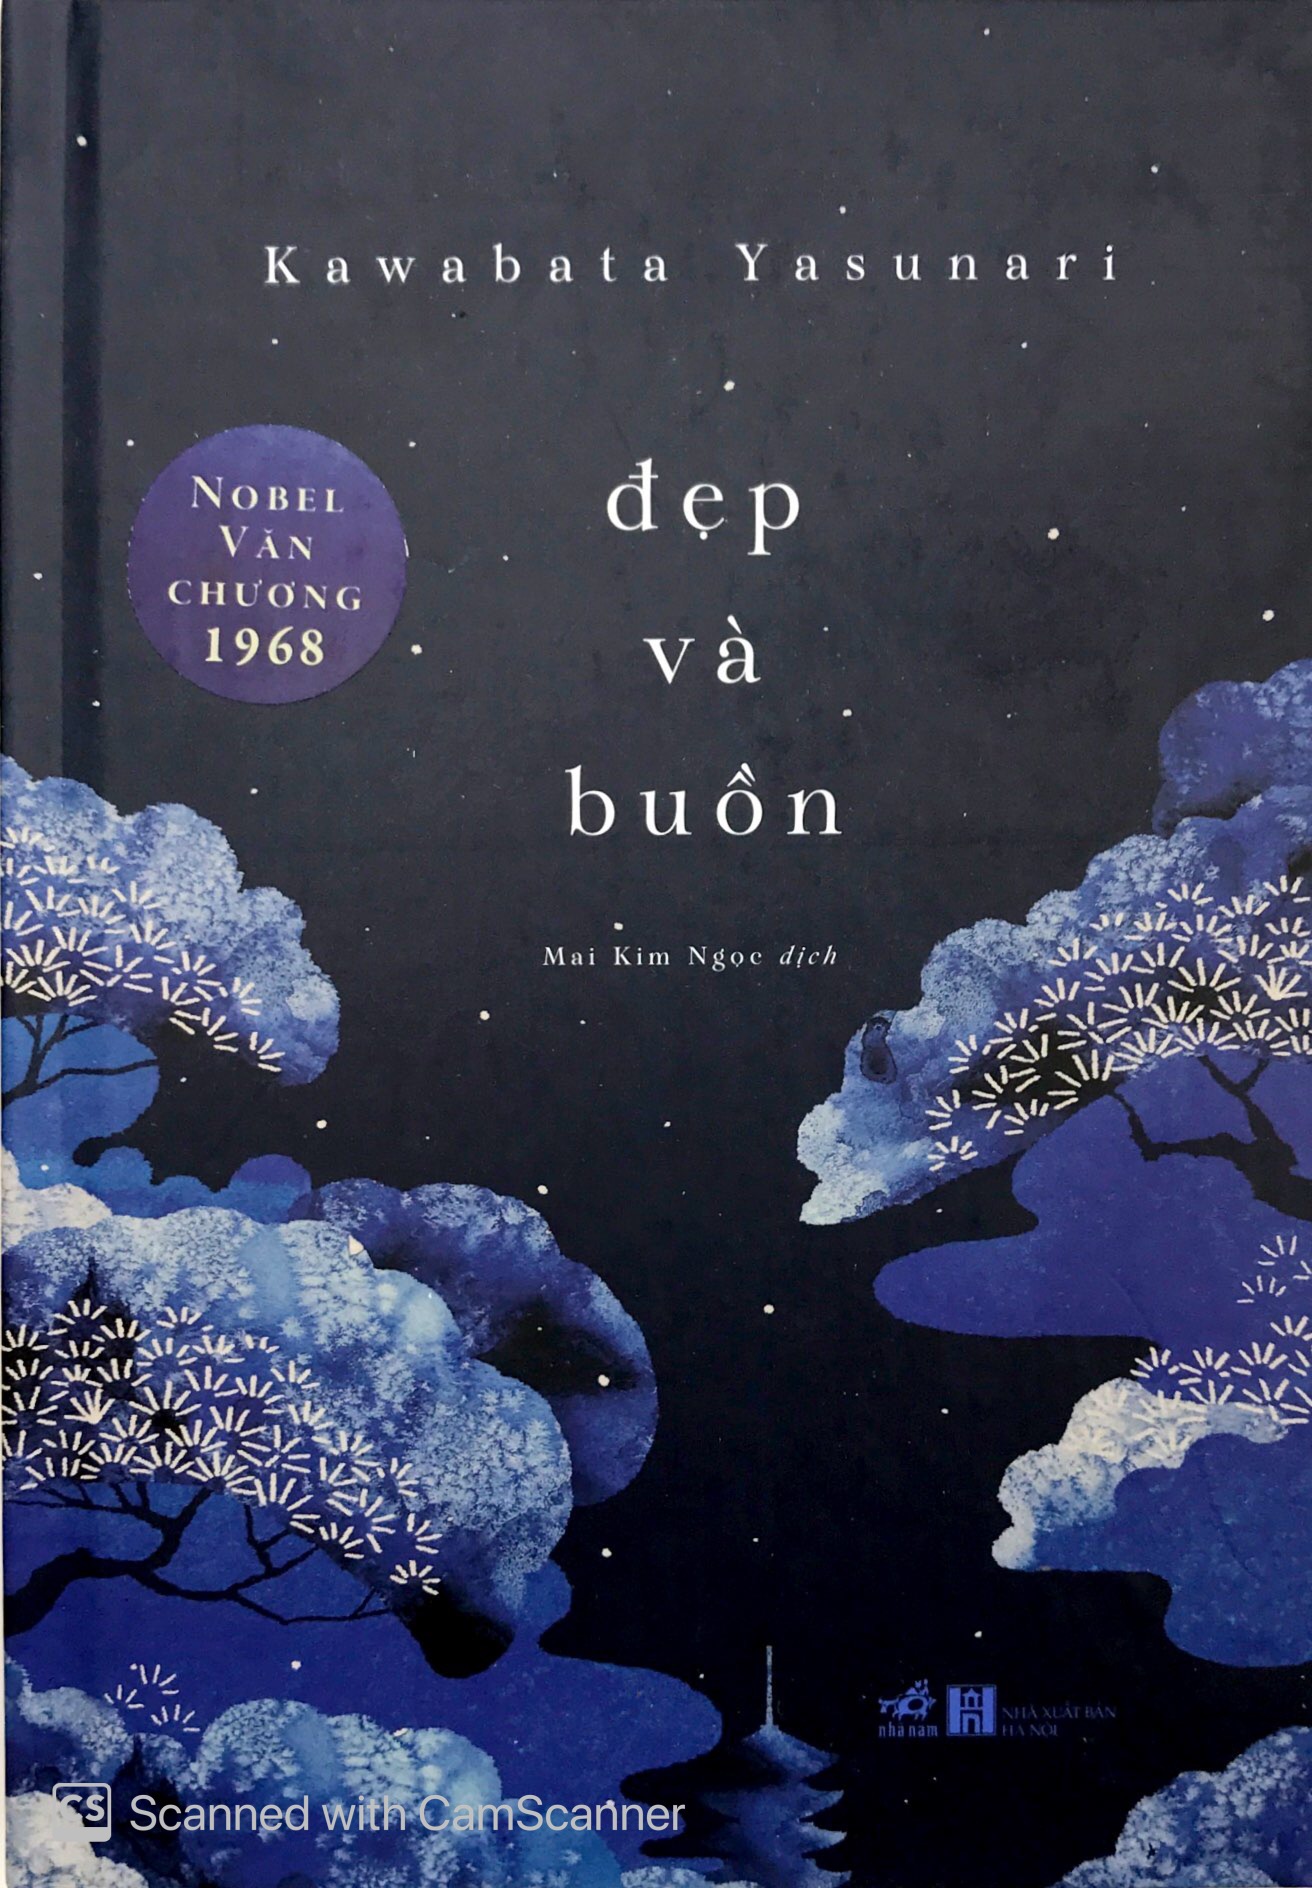 Kawabata Yasunari
đẹp
và
buồn
NOBEL
VĂN
CHƯƠNG
1968
Mai Kim Ngọc dịch
nhã nam
NHÀ XUẤT BẢN
HÀ NỘI
CS Scanned with CamScanner